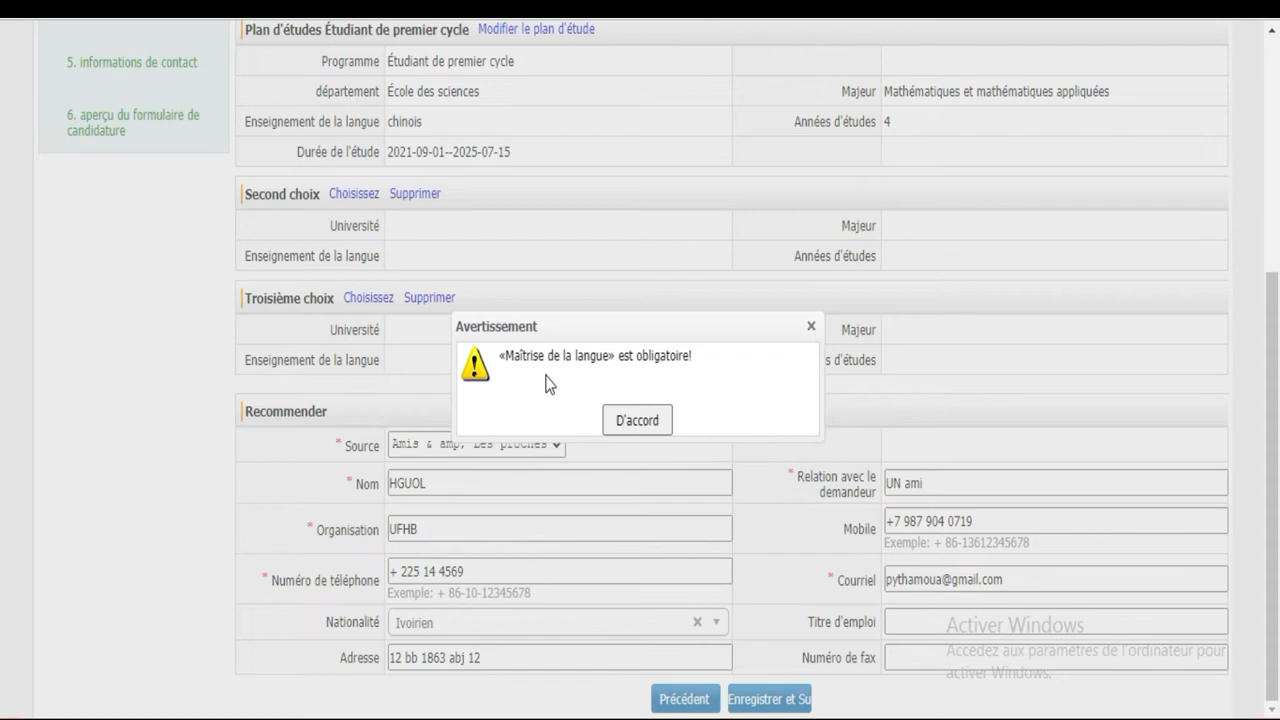 Plan d'études Étudiant de premier cycle Modifier le plan d'étude
5. informations de contact
Programme Étudiant de premier cycle
département École des sciences Majeur Mathématiques et mathématiques appliquées
6. aperçu du formulaire de
candidature
Enseignement de la langue chinois Années d'études 4
Durée de l'étude 2021-09-01--2025-07-15
Second choix Choisissez Supprimer
Université Majeur
Enseignement de la langue Années d'études
Troisième choix Choisissez Supprimer
Avertissement x
Université Majeur
«Maîtrise de la langue» est obligatoire!
Enseignement de la langue d'études
D'accord
Recommender
* Source Amis & amp; Les proches
* Nom HGUOL * Relation avec le
demandeur UN ami
* Organisation UFHB Mobile +7 987 904 0719
Exemple: + 86-13612345678
* Numéro de téléphone + 225 14 4569 * Courriel pythamoua@gmail.com
Exemple: + 86-10-12345678
Nationalité Ivoirien x Titre d'emploi
Activer Windows
Adresse 12 bb 1863 abj 12 Numéro de fax
Accédez aux paramètres de l'ordinateur pour
activer Windows.
Précédent Enregistrer et Su